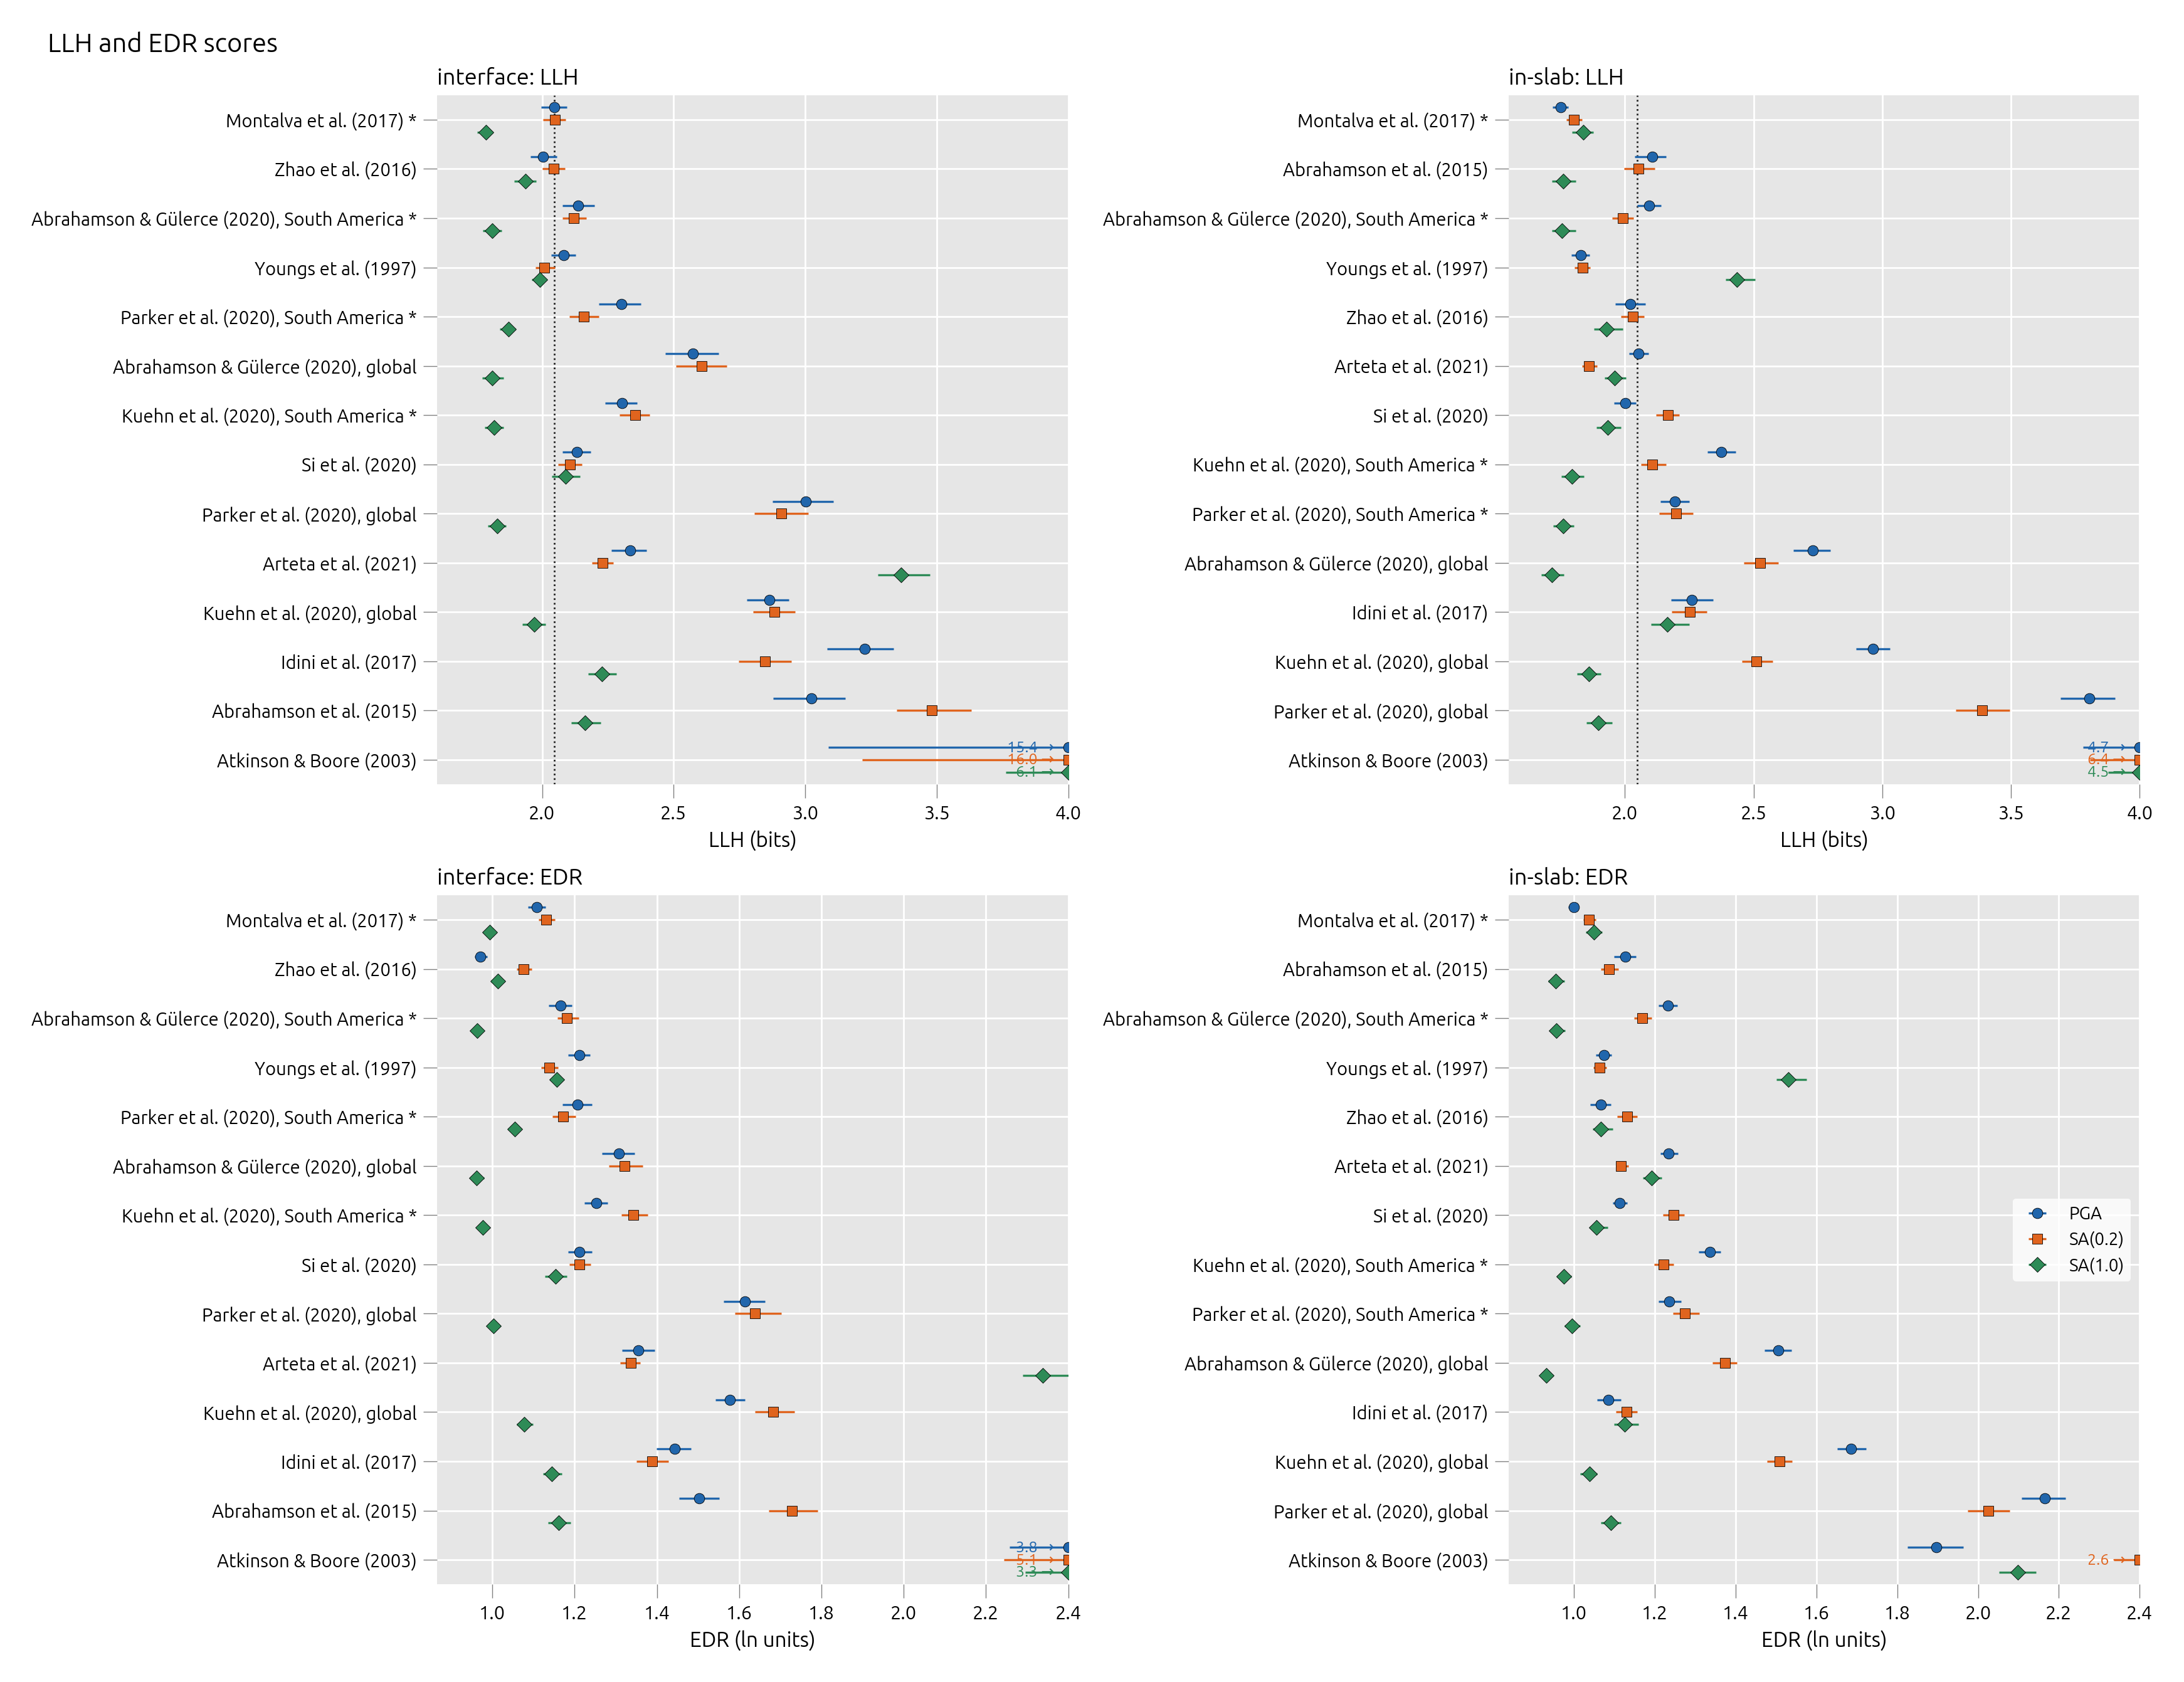 LLH and EDR scores
interface: LLH
Montalva et al. (2017) *
Zhao et al. (2016)
Abrahamson & Gülerce (2020), South America *
Youngs et al. (1997)
Parker et al. (2020), South America *
Abrahamson & Gülerce (2020), global
Kuehn et al. (2020), South America *
Si et al. (2020)
Parker et al. (2020), global
Arteta et al. (2021)
Kuehn et al. (2020), global
Idini et al. (2017)
Abrahamson et al. (2015)
Atkinson & Boore (2003)
15.4
16.0
6.1
2.0 2.5 3.0 3.5 4.0
LLH (bits)
in-slab: LLH
Montalva et al. (2017) *
Abrahamson et al. (2015)
Abrahamson & Gülerce (2020), South America *
Youngs et al. (1997)
Zhao et al. (2016)
Arteta et al. (2021)
Si et al. (2020)
Kuehn et al. (2020), South America *
Parker et al. (2020), South America *
Abrahamson & Gülerce (2020), global
Idini et al. (2017)
Kuehn et al. (2020), global
Parker et al. (2020), global
Atkinson & Boore (2003)
4.7
6.4
4.5
2.0 2.5 3.0 3.5 4.0
LLH (bits)
interface: EDR
Montalva et al. (2017) *
Zhao et al. (2016)
Abrahamson & Gülerce (2020), South America *
Youngs et al. (1997)
Parker et al. (2020), South America *
Abrahamson & Gülerce (2020), global
Kuehn et al. (2020), South America *
Si et al. (2020)
Parker et al. (2020), global
Arteta et al. (2021)
Kuehn et al. (2020), global
Idini et al. (2017)
Abrahamson et al. (2015)
Atkinson & Boore (2003)
3.8
5.1
3.3
1.0 1.2 1.4 1.6 1.8 2.0 2.2 2.4
EDR (ln units)
in-slab: EDR
Montalva et al. (2017) *
Abrahamson et al. (2015)
Abrahamson & Gülerce (2020), South America *
Youngs et al. (1997)
Zhao et al. (2016)
Arteta et al. (2021)
Si et al. (2020)
Kuehn et al. (2020), South America *
Parker et al. (2020), South America *
Abrahamson & Gülerce (2020), global
Idini et al. (2017)
Kuehn et al. (2020), global
Parker et al. (2020), global
Atkinson & Boore (2003)
PGA
SA(0.2)
SA(1.0)
2.6
1.0 1.2 1.4 1.6 1.8 2.0 2.2 2.4
EDR (ln units)